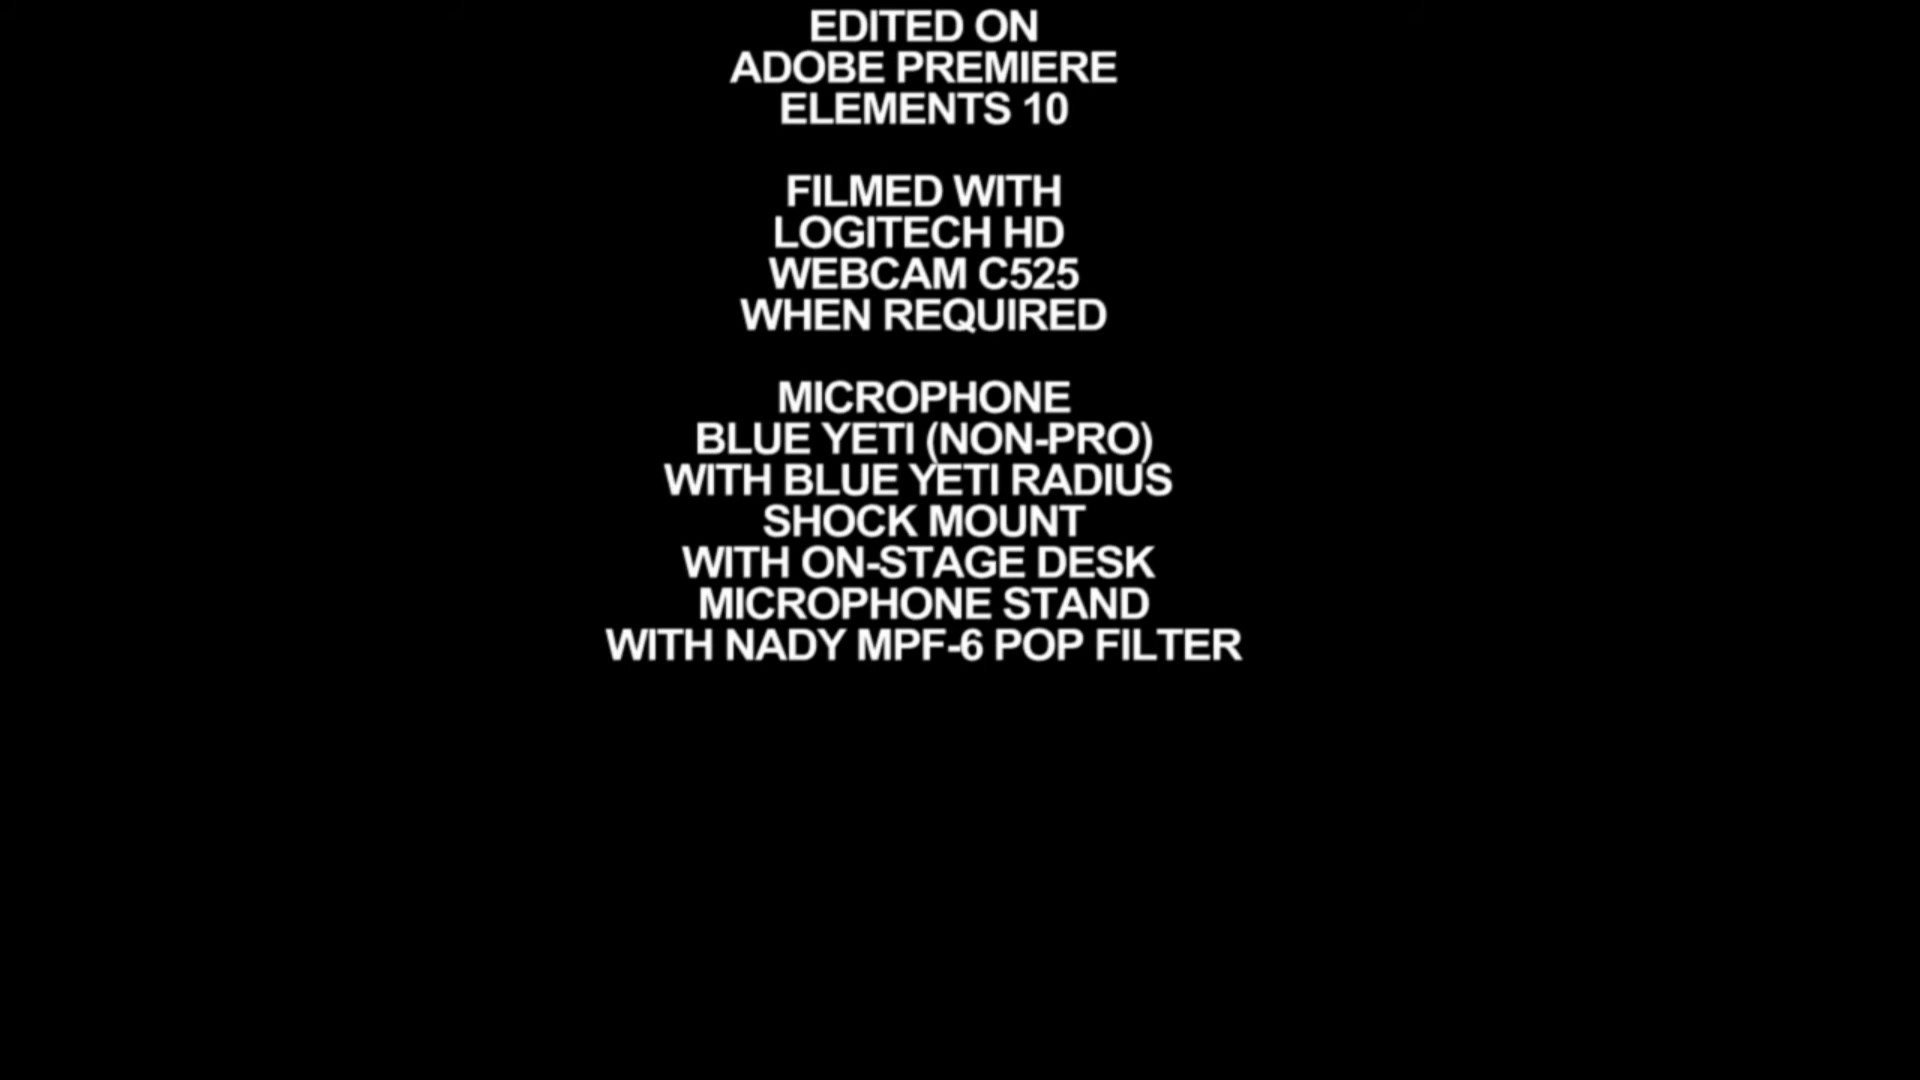 EDITED ON
ADOBE PREMIERE
ELEMENTS 10
FILMED WITH
LOGITECH HD
WEBCAM C525
WHEN REQUIRED
MICROPHONE
BLUE YETI (NON-PRO)
WITH BLUE YETI RADIUS
SHOCK MOUNT
WITH ON-STAGE DESK
MICROPHONE STAND
WITH NADY MPF-6 POP FILTER